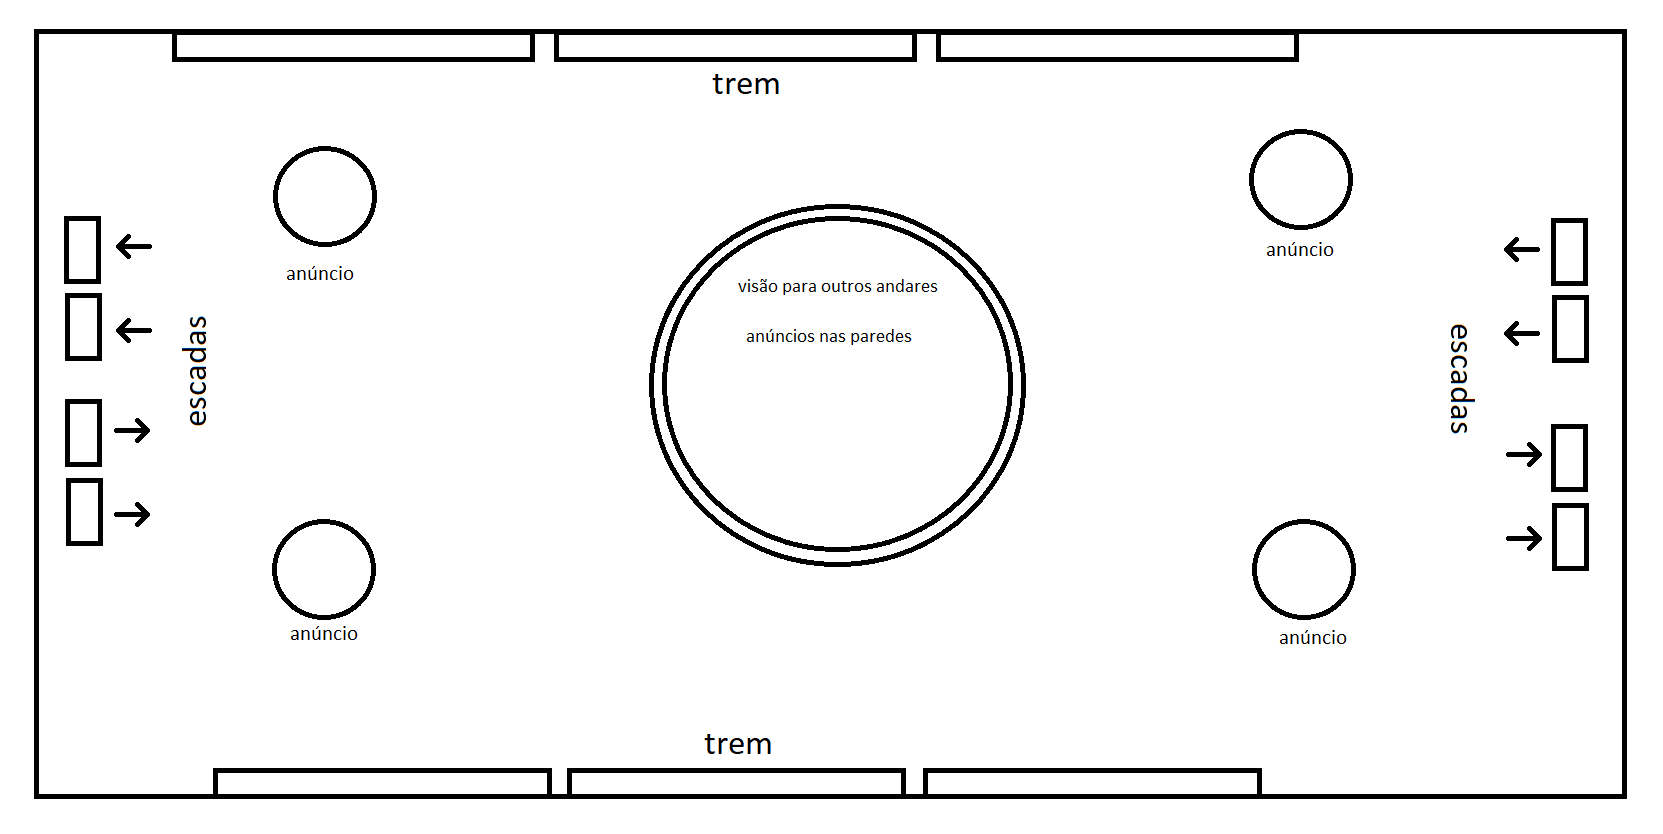 trem
anúncio
anúncio
visão para outros andares
anúncios nas paredes
escadas
escadas
anúncio
anúncio
trem